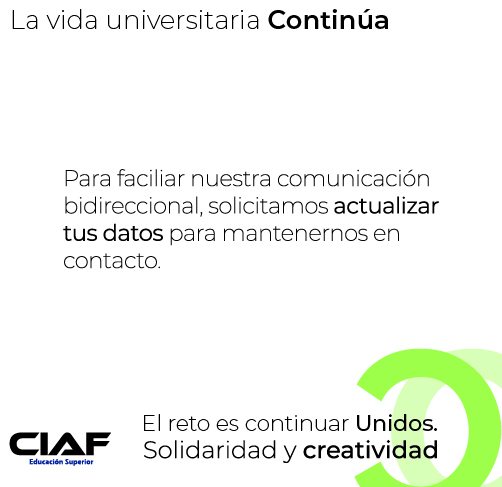 La vida universitaria Continúa
Para faciliar nuestra comunicación
bidireccional, solicitamos actualizar
tus datos para mantenernos en
contacto.
El reto es continuar Unidos.
Solidaridad y creatividad
CIAF
Educación Superior